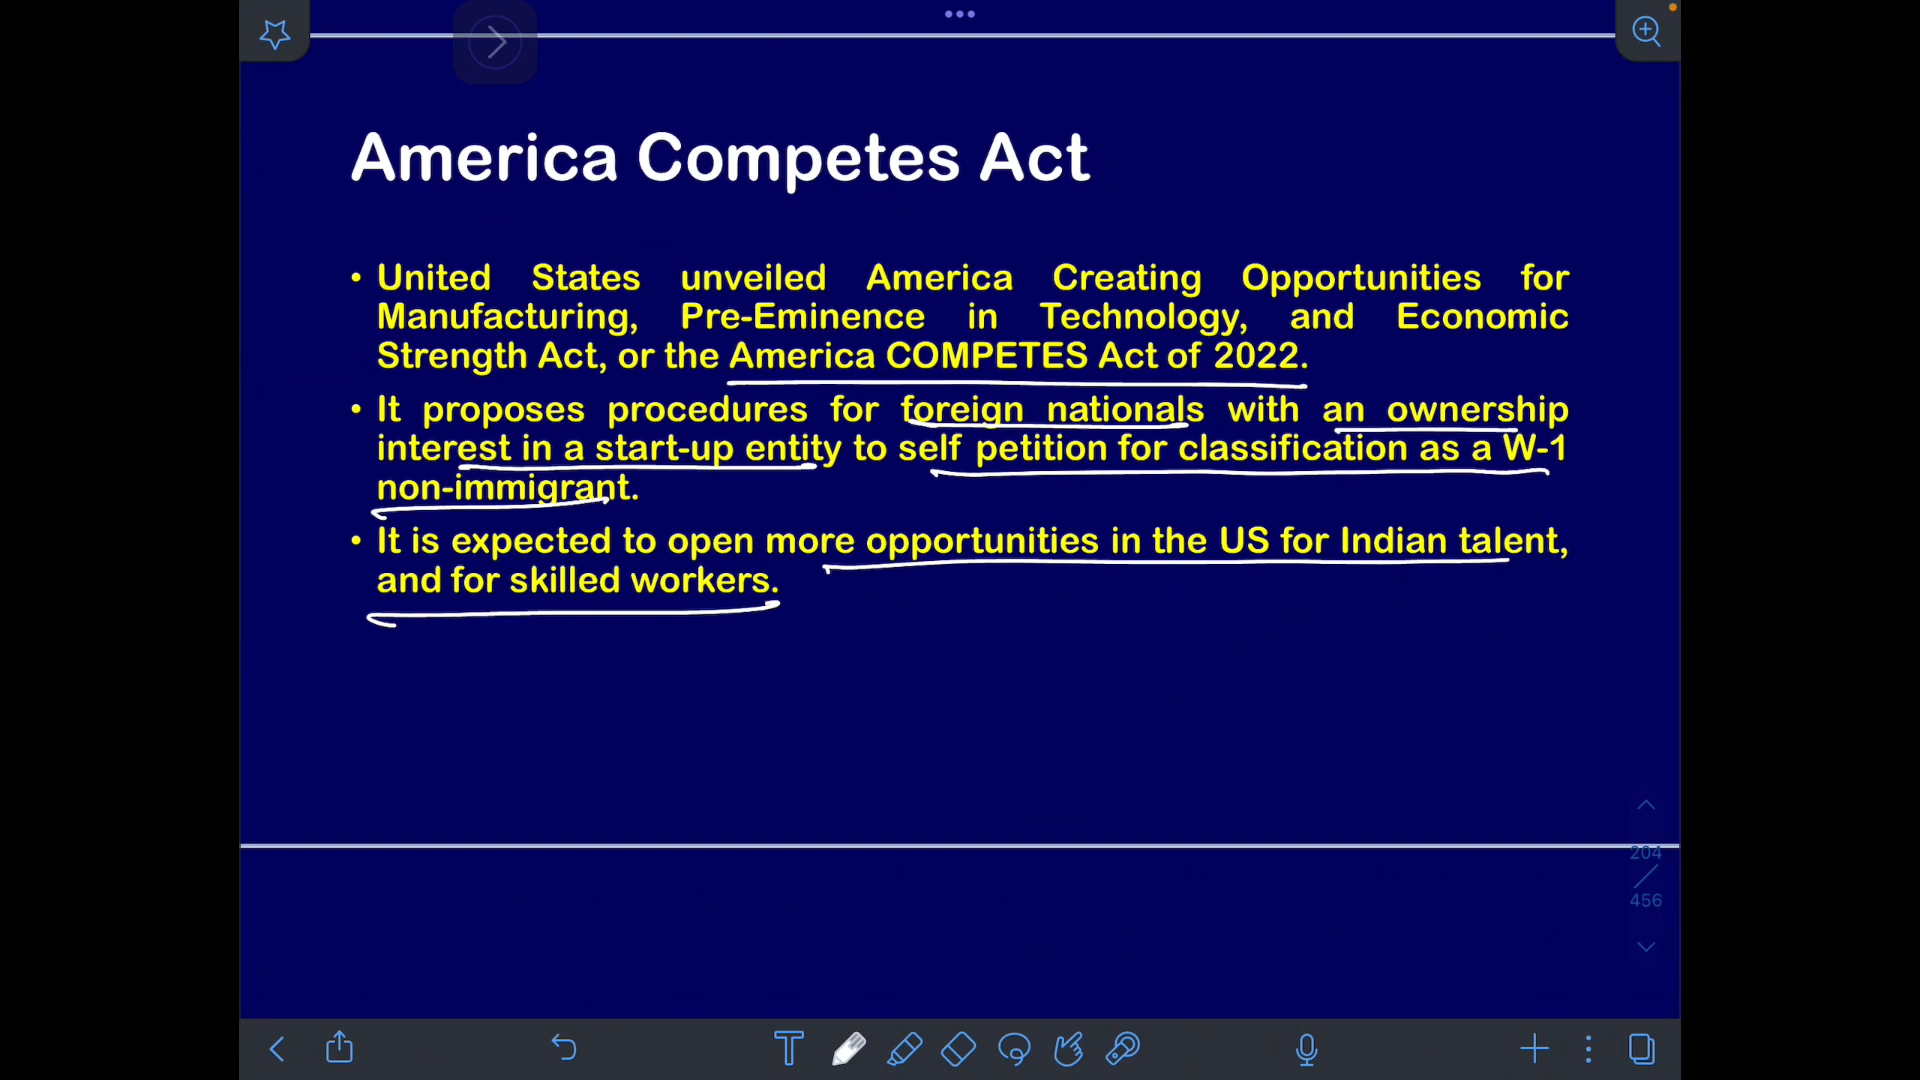 America Competes Act
• United States unveiled America Creating Opportunities for
Manufacturing, Pre-Eminence in Technology, and Economic
Strength Act, or the America COMPETES Act of 2022.
• It proposes procedures for foreign nationals with an ownership
interest in a start-up entity to self petition for classification as a W-1
non-immigrant.
• It is expected to open more opportunities in the US for Indian talent,
and for skilled workers.
204
456